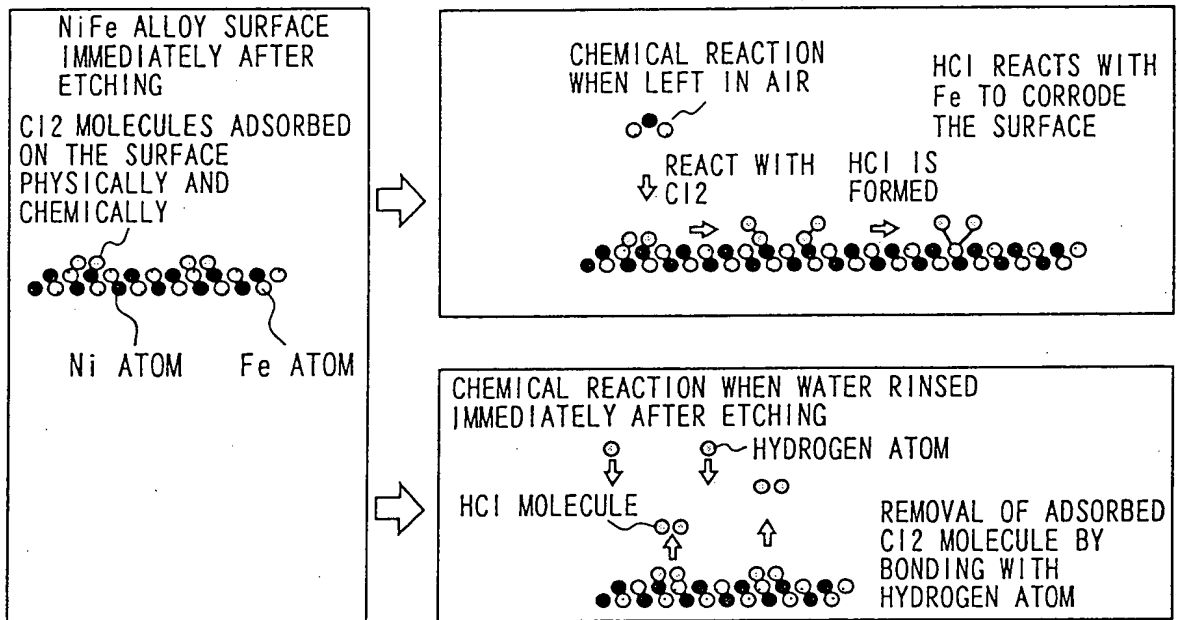 NiFe ALLOY SURFACE
IMMEDIATELY AFTER
ETCHING
Cl2 MOLECULES ADSORBED
ON THE SURFACE
PHYSICALLY AND
CHEMICALLY
Ni ATOM
Fe ATOM
CHEMICAL REACTION
WHEN LEFT IN AIR
HCl REACTS WITH
Fe TO CORRODE
THE SURFACE
REACT WITH
Cl2
HCl IS
FORMED
CHEMICAL REACTION WHEN WATER RINSED
IMMEDIATELY AFTER ETCHING
HYDROGEN ATOM
HCl MOLECULE
REMOVAL OF ADSORBED
Cl2 MOLECULE BY
BONDING WITH
HYDROGEN ATOM